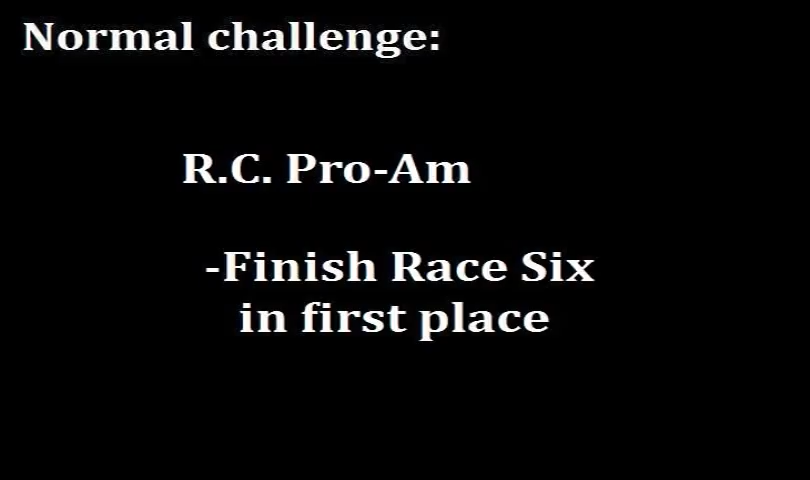 Normal challenge:
R.C. Pro-Am
-Finish Race Six
in first place